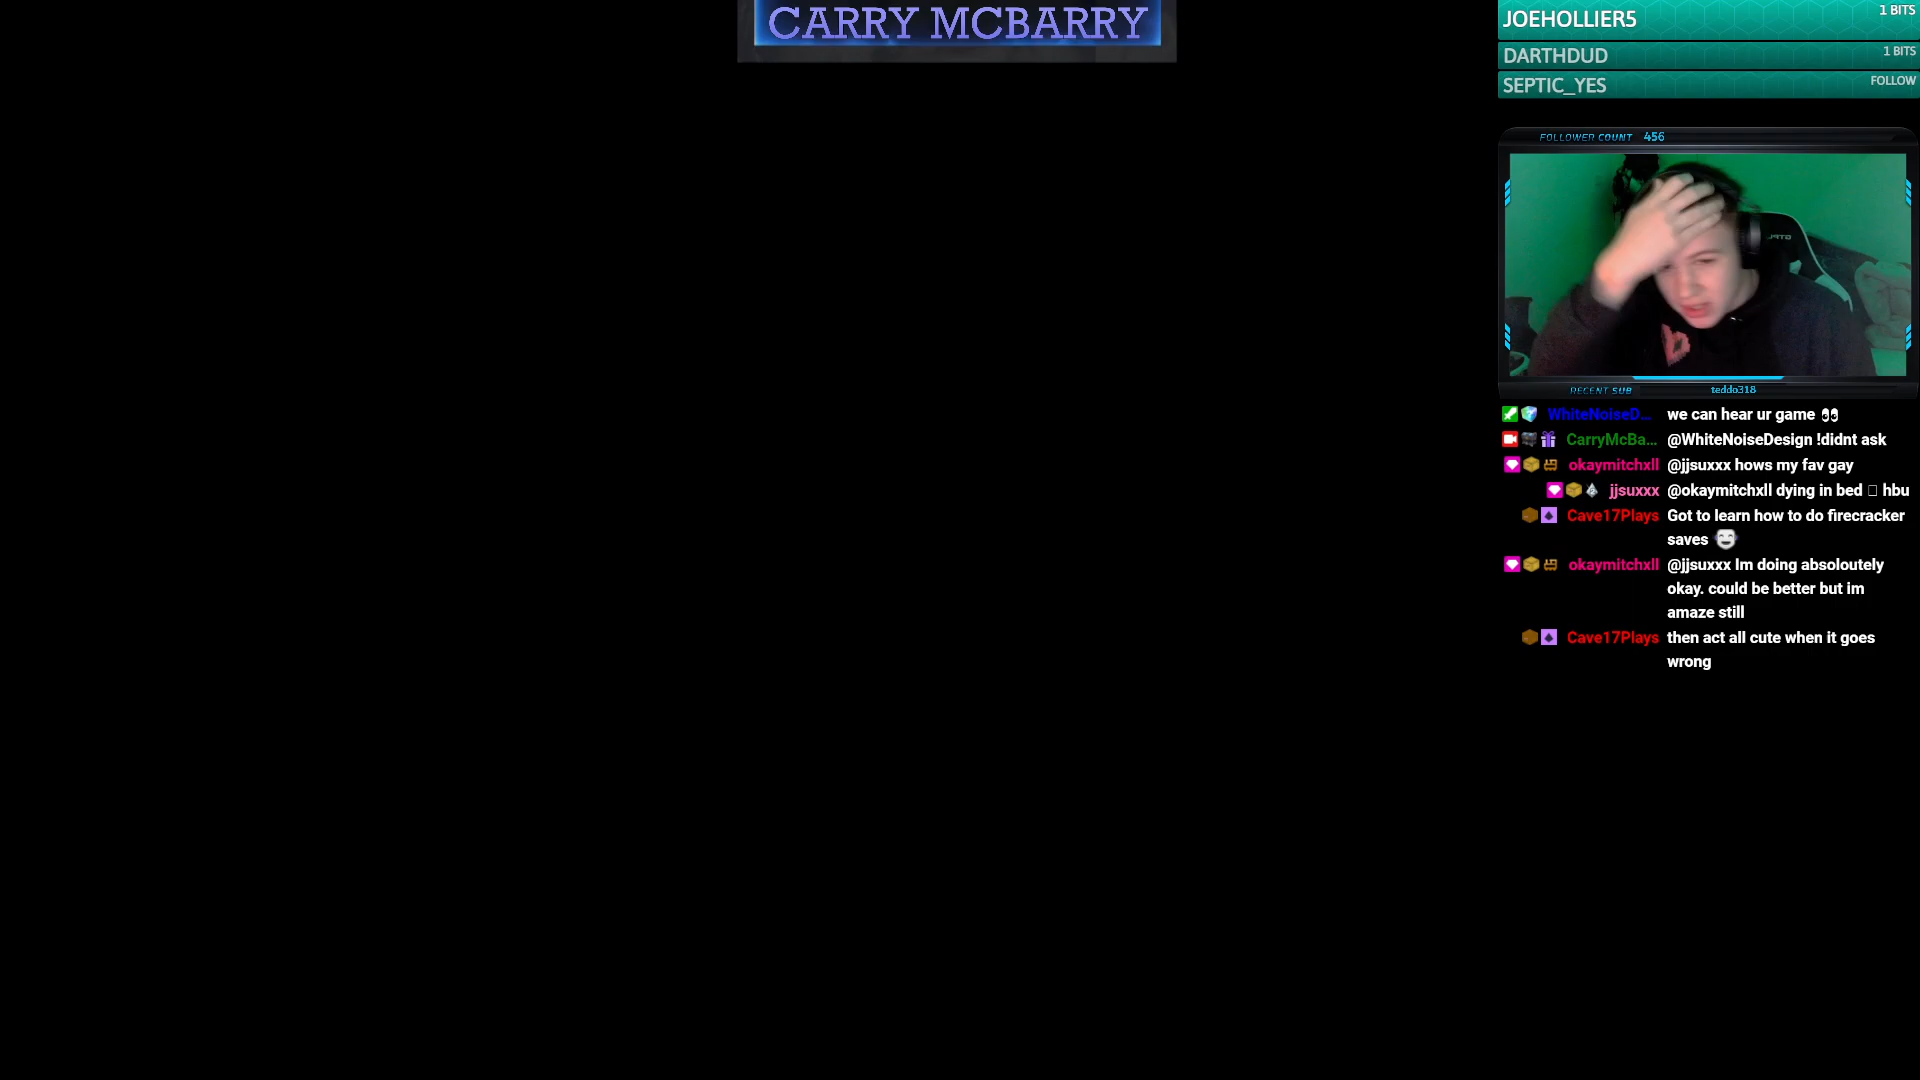 CARRY MCBARRY
JOEHOLLIER5 1 BITS
DARTHDUD 1 BITS
SEPTIC_YES FOLLOW
FOLLOWER COUNT 456
RECENT SUB teddo318
WhiteNoiseD... we can hear ur game 👀
CarryMcBa... @WhiteNoiseDesign !didnt ask
okaymitchxll @jjsuxxx hows my fav gay
jjsuxxx @okaymitchxll dying in bed hbu
Cave17Plays Got to learn how to do firecracker
saves
okaymitchxll @jjsuxxx Im doing absoloutely
okay. could be better but im
amaze still
Cave17Plays then act all cute when it goes
wrong